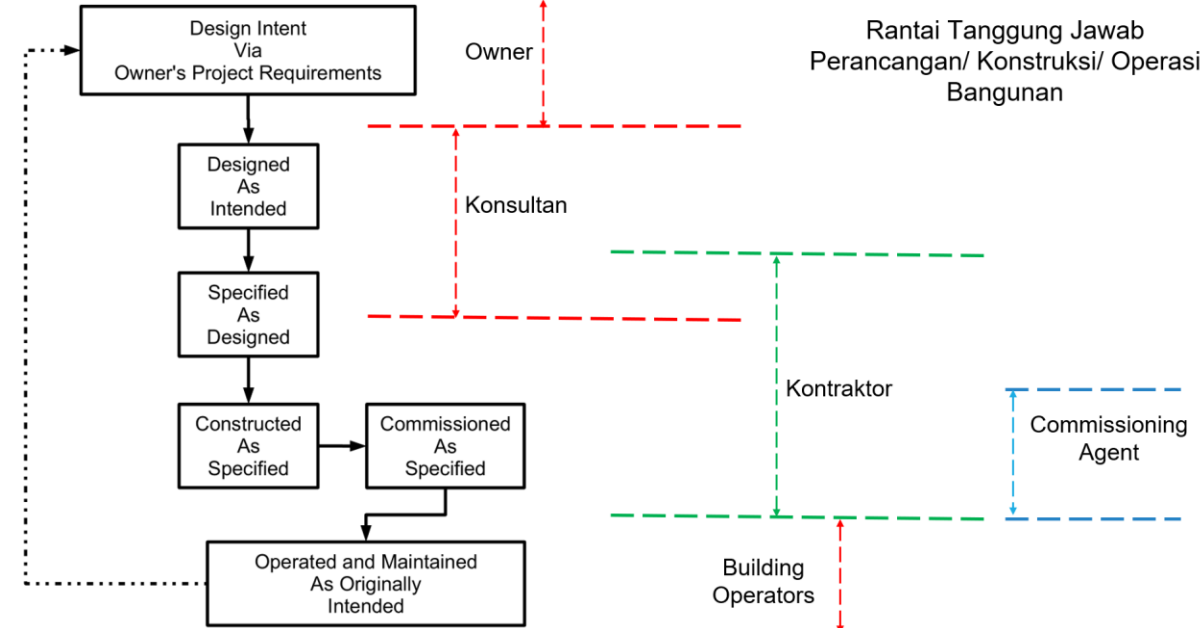 Design Intent
Via
Owner's Project Requirements
Owner
Rantai Tanggung Jawab
Perancangan/ Konstruksi/ Operasi
Bangunan
Designed
As
Intended
Konsultan
Specified
As
Designed
Constructed
As
Specified
Commissioned
As
Specified
Kontraktor
Commissioning
Agent
Operated and Maintained
As Originally
Intended
Building
Operators